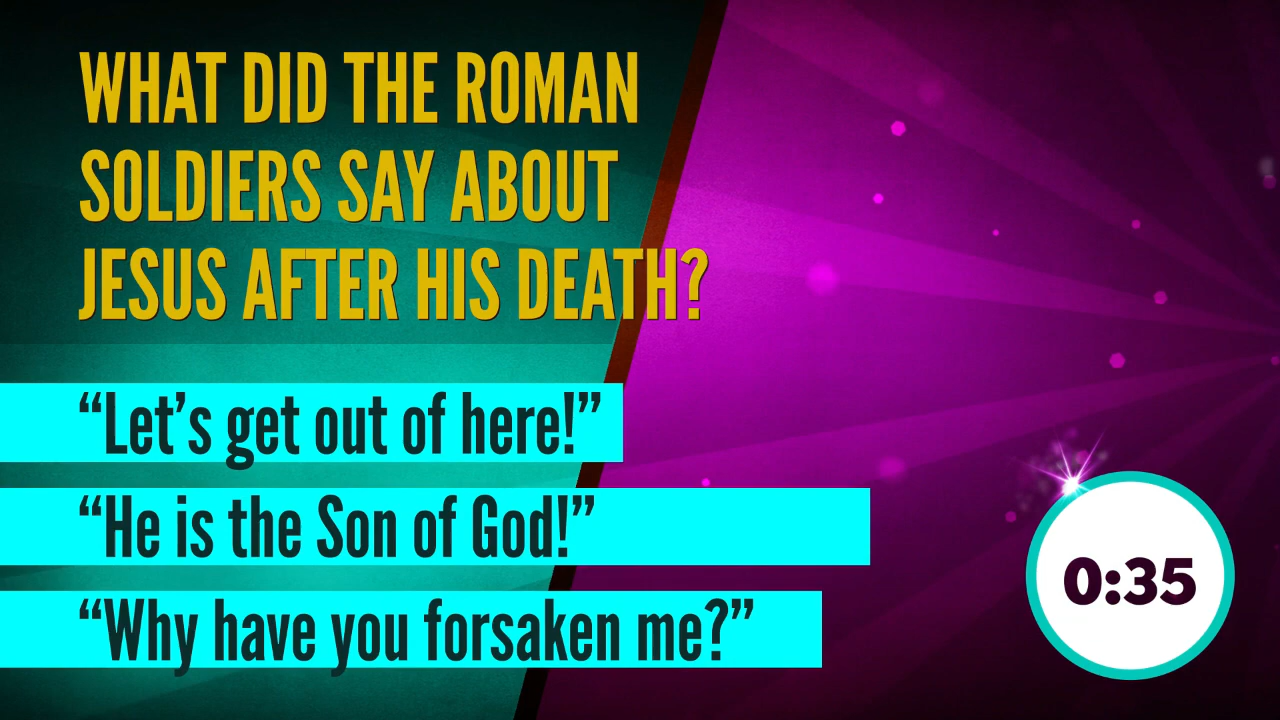 WHAT DID THE ROMAN
SOLDIERS SAY ABOUT
JESUS AFTER HIS DEATH?
“Let’s get out of here!”
“He is the Son of God!”
“Why have you forsaken me?”
0:35